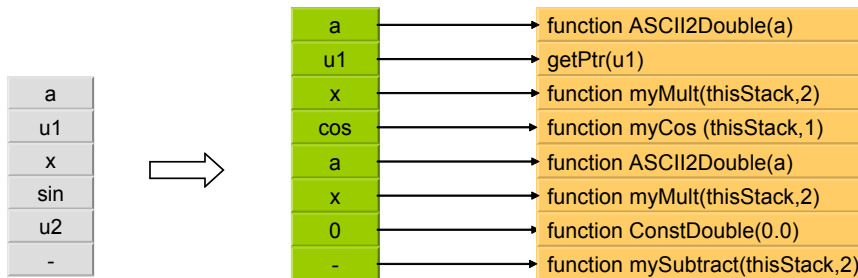 a
u1
x
sin
u2
-
a function ASCII2Double(a)
u1 getPtr(u1)
x function myMult(thisStack,2)
cos function myCos (thisStack,1)
a function ASCII2Double(a)
x function myMult(thisStack,2)
0 function ConstDouble(0.0)
- function mySubtract(thisStack,2)